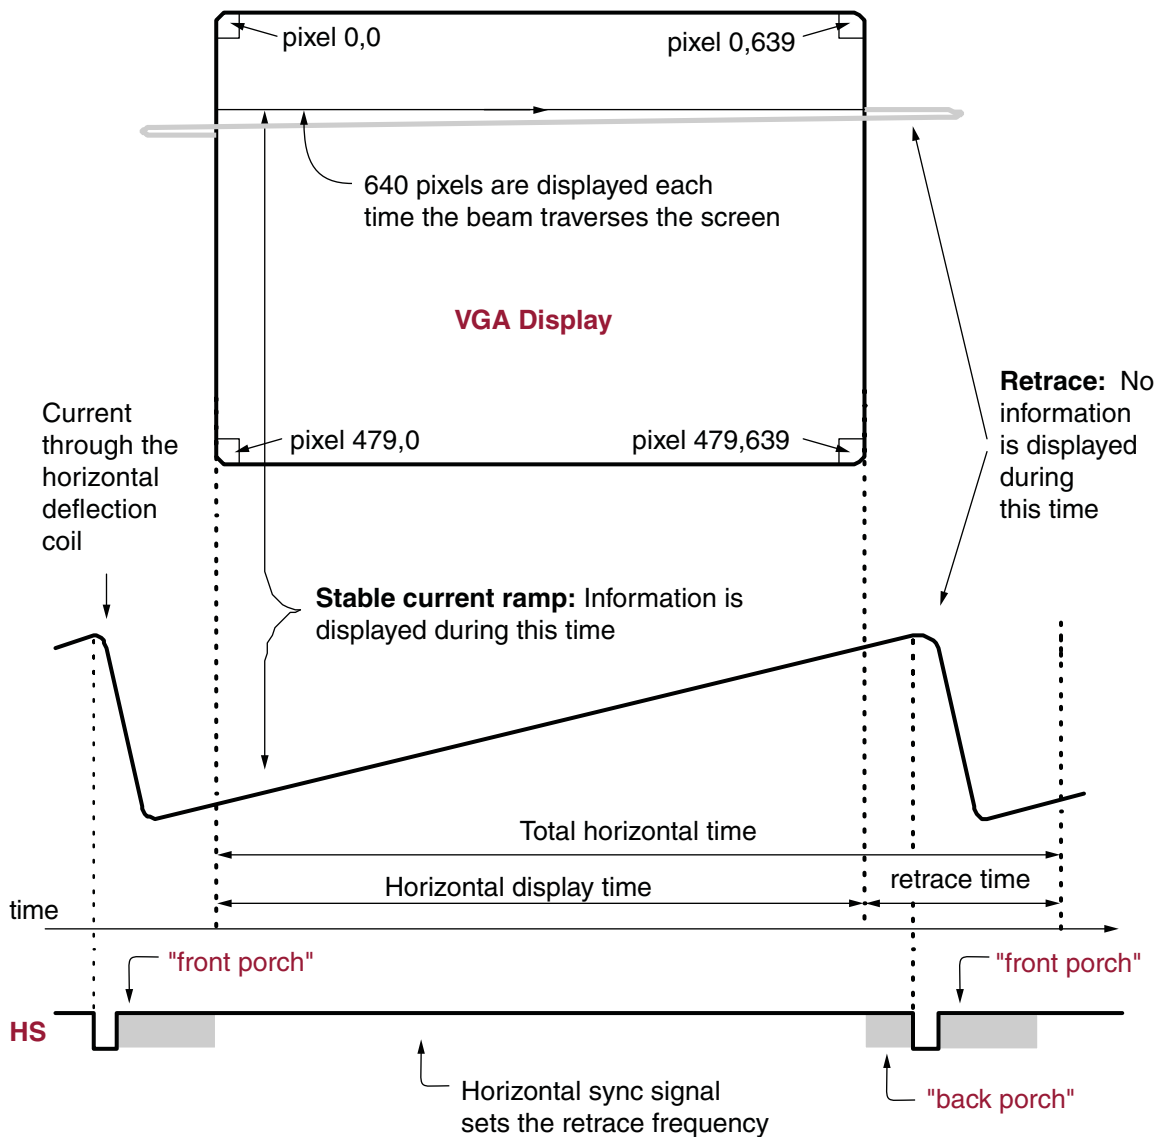 pixel 0,0
pixel 0,639
640 pixels are displayed each
time the beam traverses the screen
VGA Display
Retrace: No
information
is displayed
during
this time
Current
through the
horizontal
deflection
coil
pixel 479,0
pixel 479,639
Stable current ramp: Information is
displayed during this time
Total horizontal time
Horizontal display time
retrace time
time
"front porch"
"front porch"
HS
"back porch"
Horizontal sync signal
sets the retrace frequency